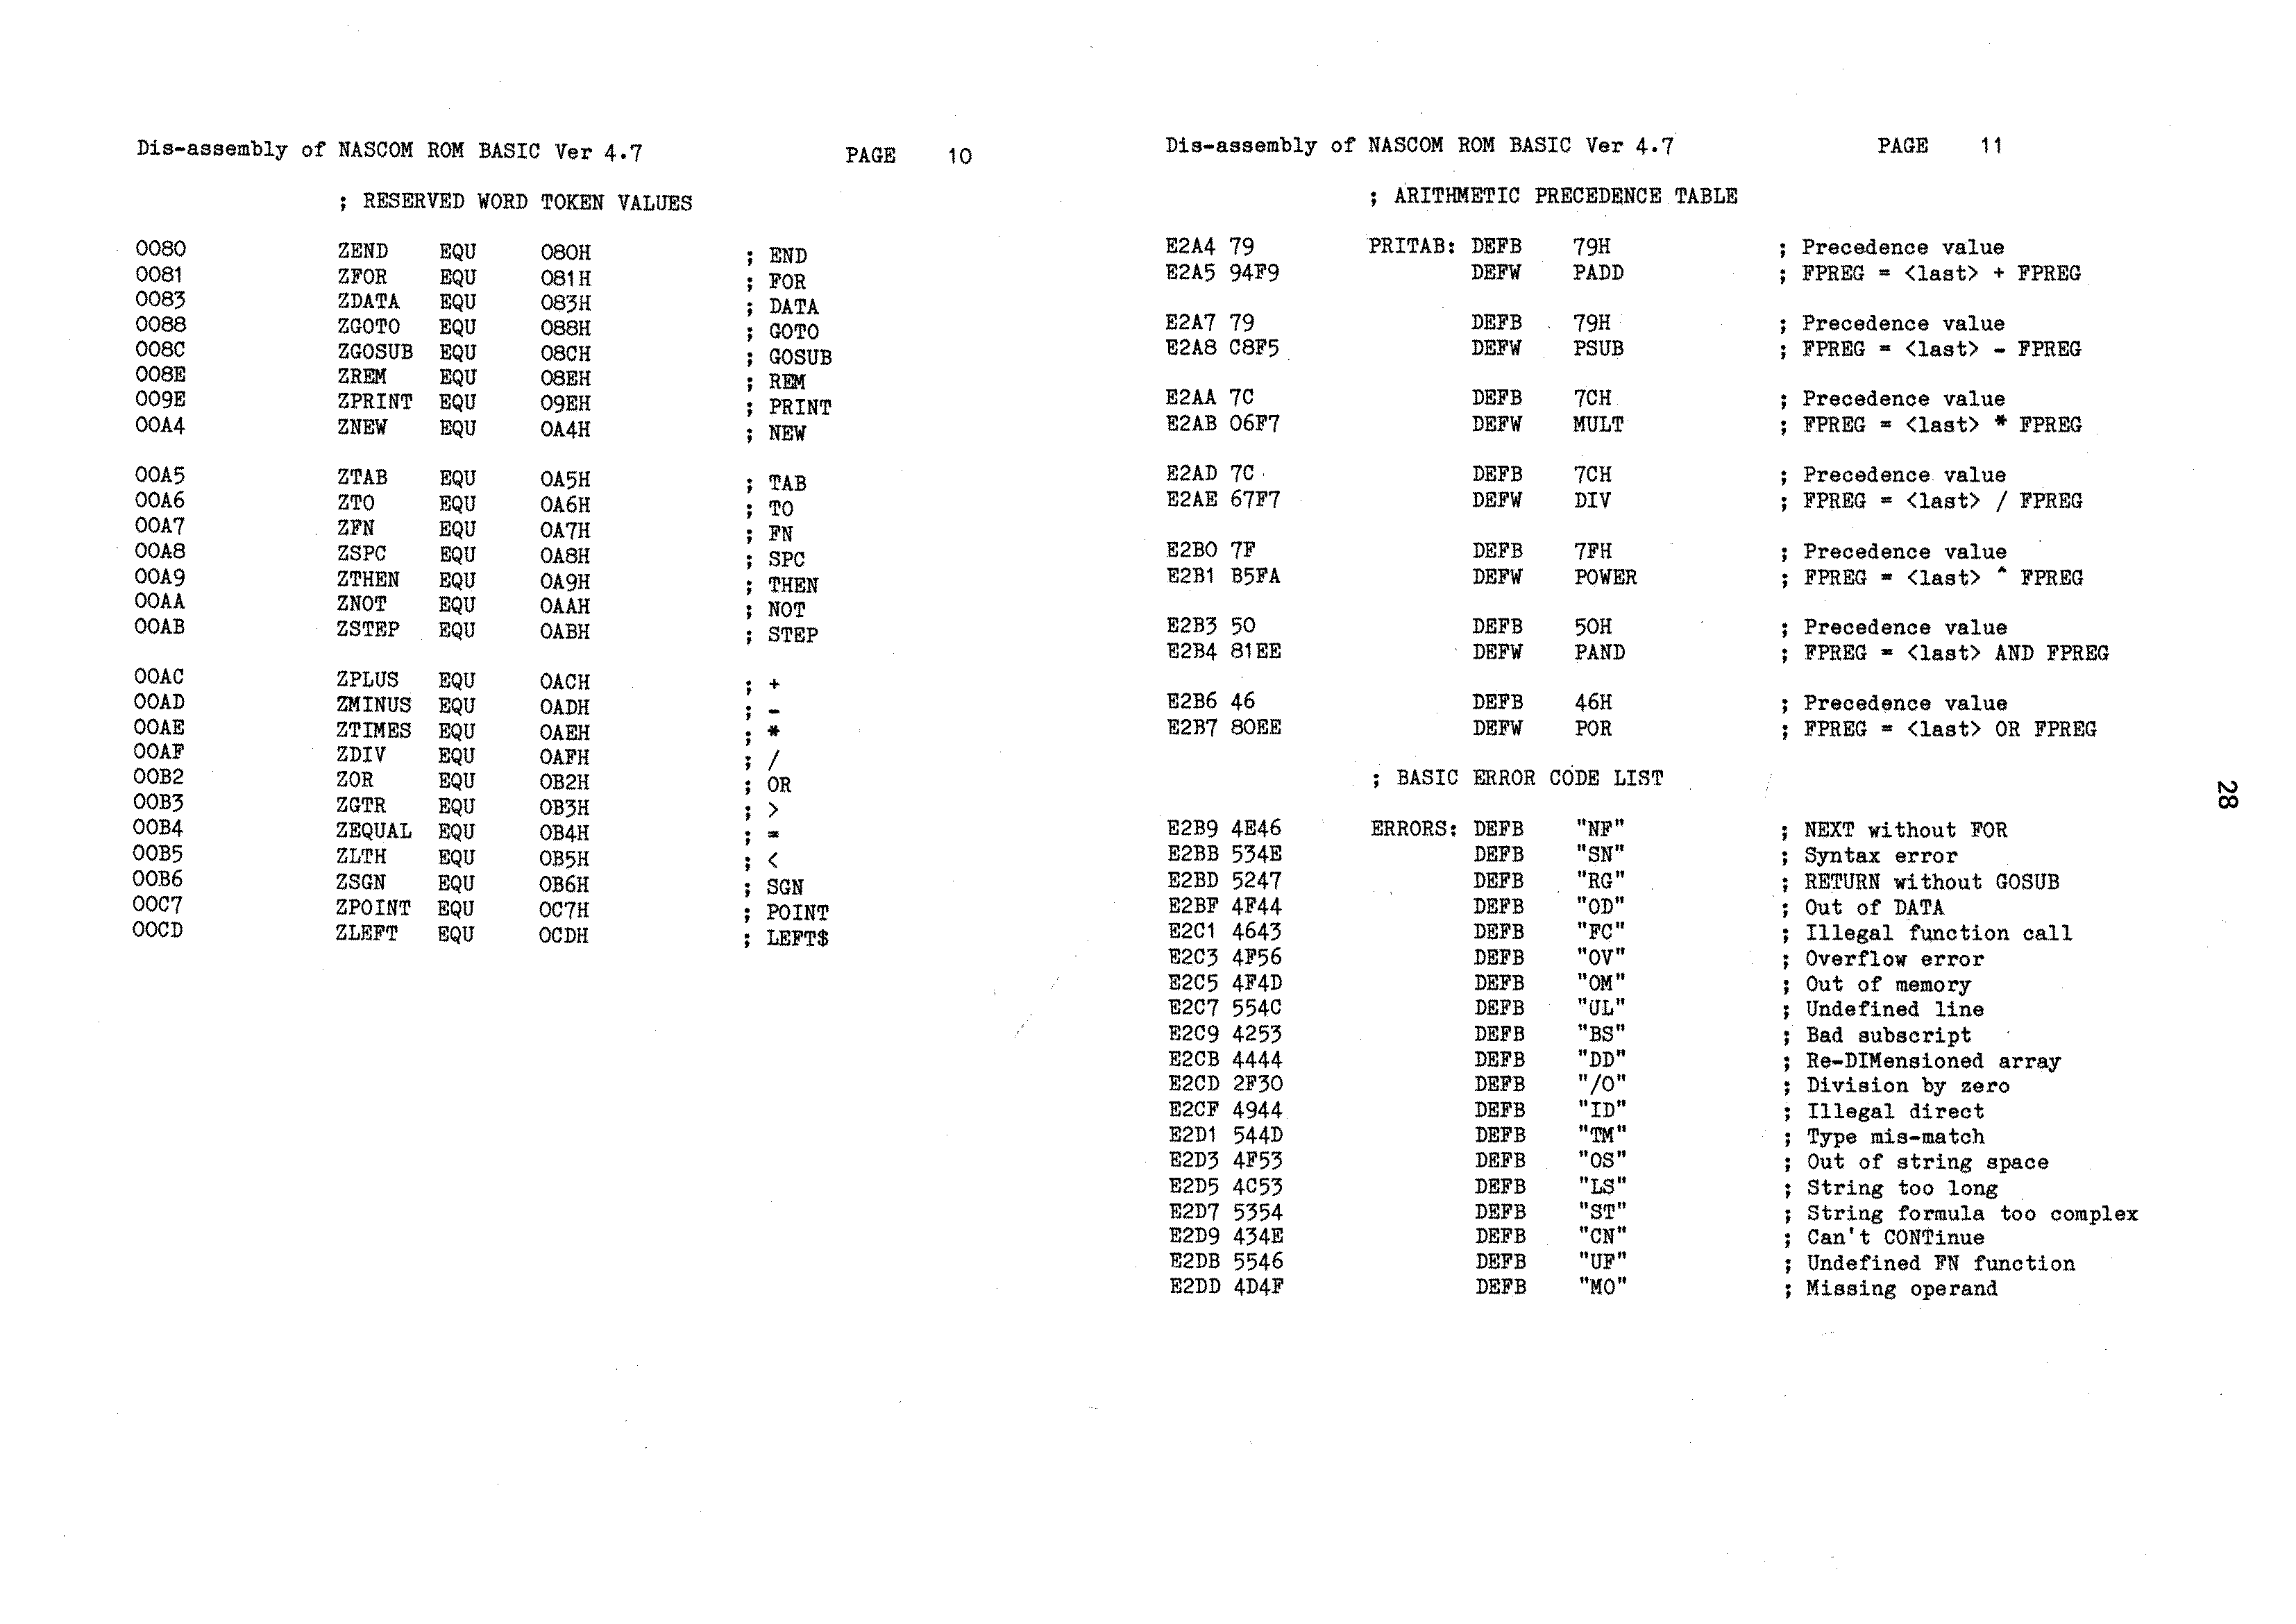 Dis-assembly of NASCOM ROM BASIC Ver 4.7 PAGE 10
; RESERVED WORD TOKEN VALUES
0080 ZEND EQU 080H ; END
0081 ZFOR EQU 081H ; FOR
0083 ZDATA EQU 083H ; DATA
0088 ZGOTO EQU 088H ; GOTO
008C ZGOSUB EQU 08CH ; GOSUB
008E ZREM EQU 08EH ; REM
009E ZPRINT EQU 09EH ; PRINT
00A4 ZNEW EQU 0A4H ; NEW
00A5 ZTAB EQU 0A5H ; TAB
00A6 ZTO EQU 0A6H ; TO
00A7 ZFN EQU 0A7H ; FN
00A8 ZSPC EQU 0A8H ; SPC
00A9 ZTHEN EQU 0A9H ; THEN
00AA ZNOT EQU 0AAH ; NOT
00AB ZSTEP EQU 0ABH ; STEP
00AC ZPLUS EQU 0ACH ; +
00AD ZMINUS EQU 0ADH ; -
00AE ZTIMES EQU 0AEH ; *
00AF ZDIV EQU 0AFH ; /
00B2 ZOR EQU 0B2H ; OR
00B3 ZGTR EQU 0B3H ; >
00B4 ZEQUAL EQU 0B4H ; =
00B5 ZLTH EQU 0B5H ; <
00B6 ZSGN EQU 0B6H ; SGN
00C7 ZPOINT EQU 0C7H ; POINT
00CD ZLEFT EQU 0CDH ; LEFT$
Dis-assembly of NASCOM ROM BASIC Ver 4.7 PAGE 11
; ARITHMETIC PRECEDENCE TABLE
E2A4 79 PRITAB: DEFB 79H ; Precedence value
E2A5 94F9 DEFW PADD ; FPREG = <last> + FPREG
E2A7 79 DEFB 79H ; Precedence value
E2A8 C8F5 DEFW PSUB ; FPREG = <last> - FPREG
E2AA 7C DEFB 7CH ; Precedence value
E2AB 06F7 DEFW MULT ; FPREG = <last> * FPREG
E2AD 7C DEFB 7CH ; Precedence value
E2AE 67F7 DEFW DIV ; FPREG = <last> / FPREG
E2B0 7F DEFB 7FH ; Precedence value
E2B1 B5FA DEFW POWER ; FPREG = <last> ^ FPREG
E2B3 50 DEFB 50H ; Precedence value
E2B4 81EE DEFW PAND ; FPREG = <last> AND FPREG
E2B6 46 DEFB 46H ; Precedence value
E2B7 80EE DEFW POR ; FPREG = <last> OR FPREG
; BASIC ERROR CODE LIST
E2B9 4E46 ERRORS: DEFB "NF" ; NEXT without FOR
E2BB 534E DEFB "SN" ; Syntax error
E2BD 5247 DEFB "RG" ; RETURN without GOSUB
E2BF 4F44 DEFB "OD" ; Out of DATA
E2C1 4643 DEFB "FC" ; Illegal function call
E2C3 4F56 DEFB "OV" ; Overflow error
E2C5 4F4D DEFB "OM" ; Out of memory
E2C7 554C DEFB "UL" ; Undefined line
E2C9 4253 DEFB "BS" ; Bad subscript
E2CB 4444 DEFB "DD" ; Re-DIMensioned array
E2CD 2F30 DEFB "/0" ; Division by zero
E2CF 4944 DEFB "ID" ; Illegal direct
E2D1 544D DEFB "TM" ; Type mis-match
E2D3 4F53 DEFB "OS" ; Out of string space
E2D5 4C53 DEFB "LS" ; String too long
E2D7 5354 DEFB "ST" ; String formula too complex
E2D9 434E DEFB "CN" ; Can't CONTinue
E2DB 5546 DEFB "UF" ; Undefined FN function
E2DD 4D4F DEFB "MO" ; Missing operand
28